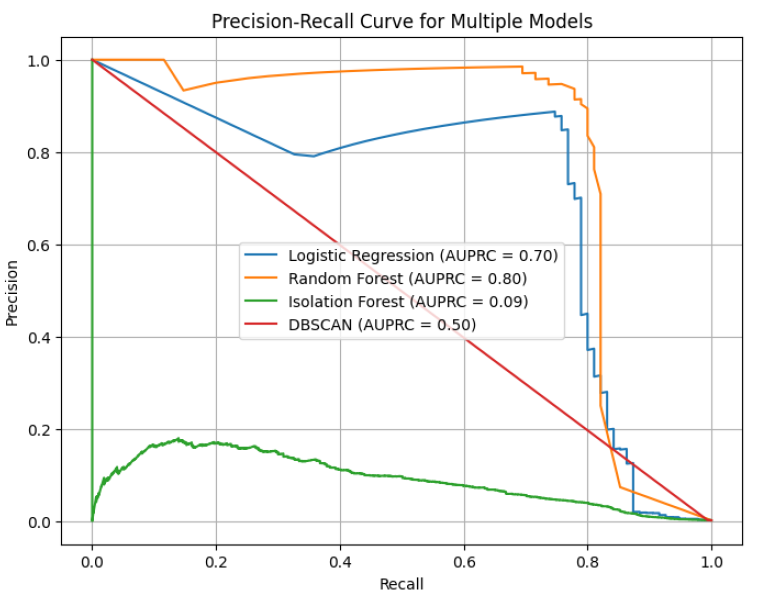 Precision-Recall Curve for Multiple Models
1.0
0.8
0.6
0.4
0.2
0.0
Precision
Logistic Regression (AUPRC = 0.70)
Random Forest (AUPRC = 0.80)
Isolation Forest (AUPRC = 0.09)
DBSCAN (AUPRC = 0.50)
0.0 0.2 0.4 0.6 0.8 1.0
Recall